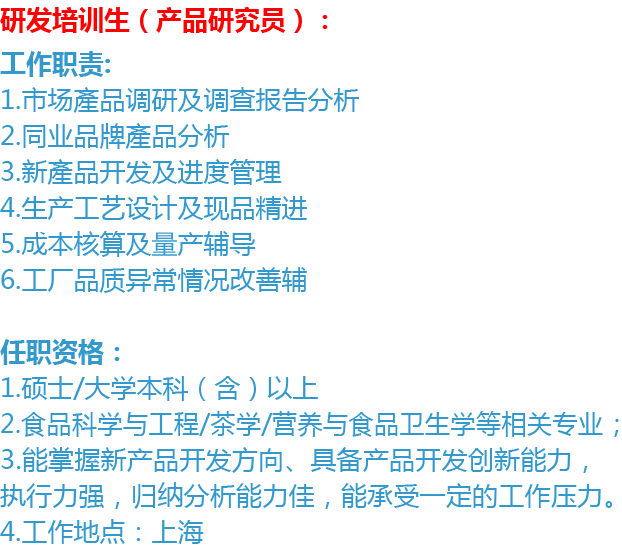 研发培训生（产品研究员）：
工作职责:
1.市场產品调研及调查报告分析
2.同业品牌產品分析
3.新產品开发及进度管理
4.生产工艺设计及现品精进
5.成本核算及量产辅导
6.工厂品质异常情况改善辅
任职资格：
1.硕士/大学本科（含）以上
2.食品科学与工程/茶学/营养与食品卫生学等相关专业；
3.能掌握新产品开发方向、具备产品开发创新能力，
执行力强，归纳分析能力佳，能承受一定的工作压力。
4.工作地点：上海